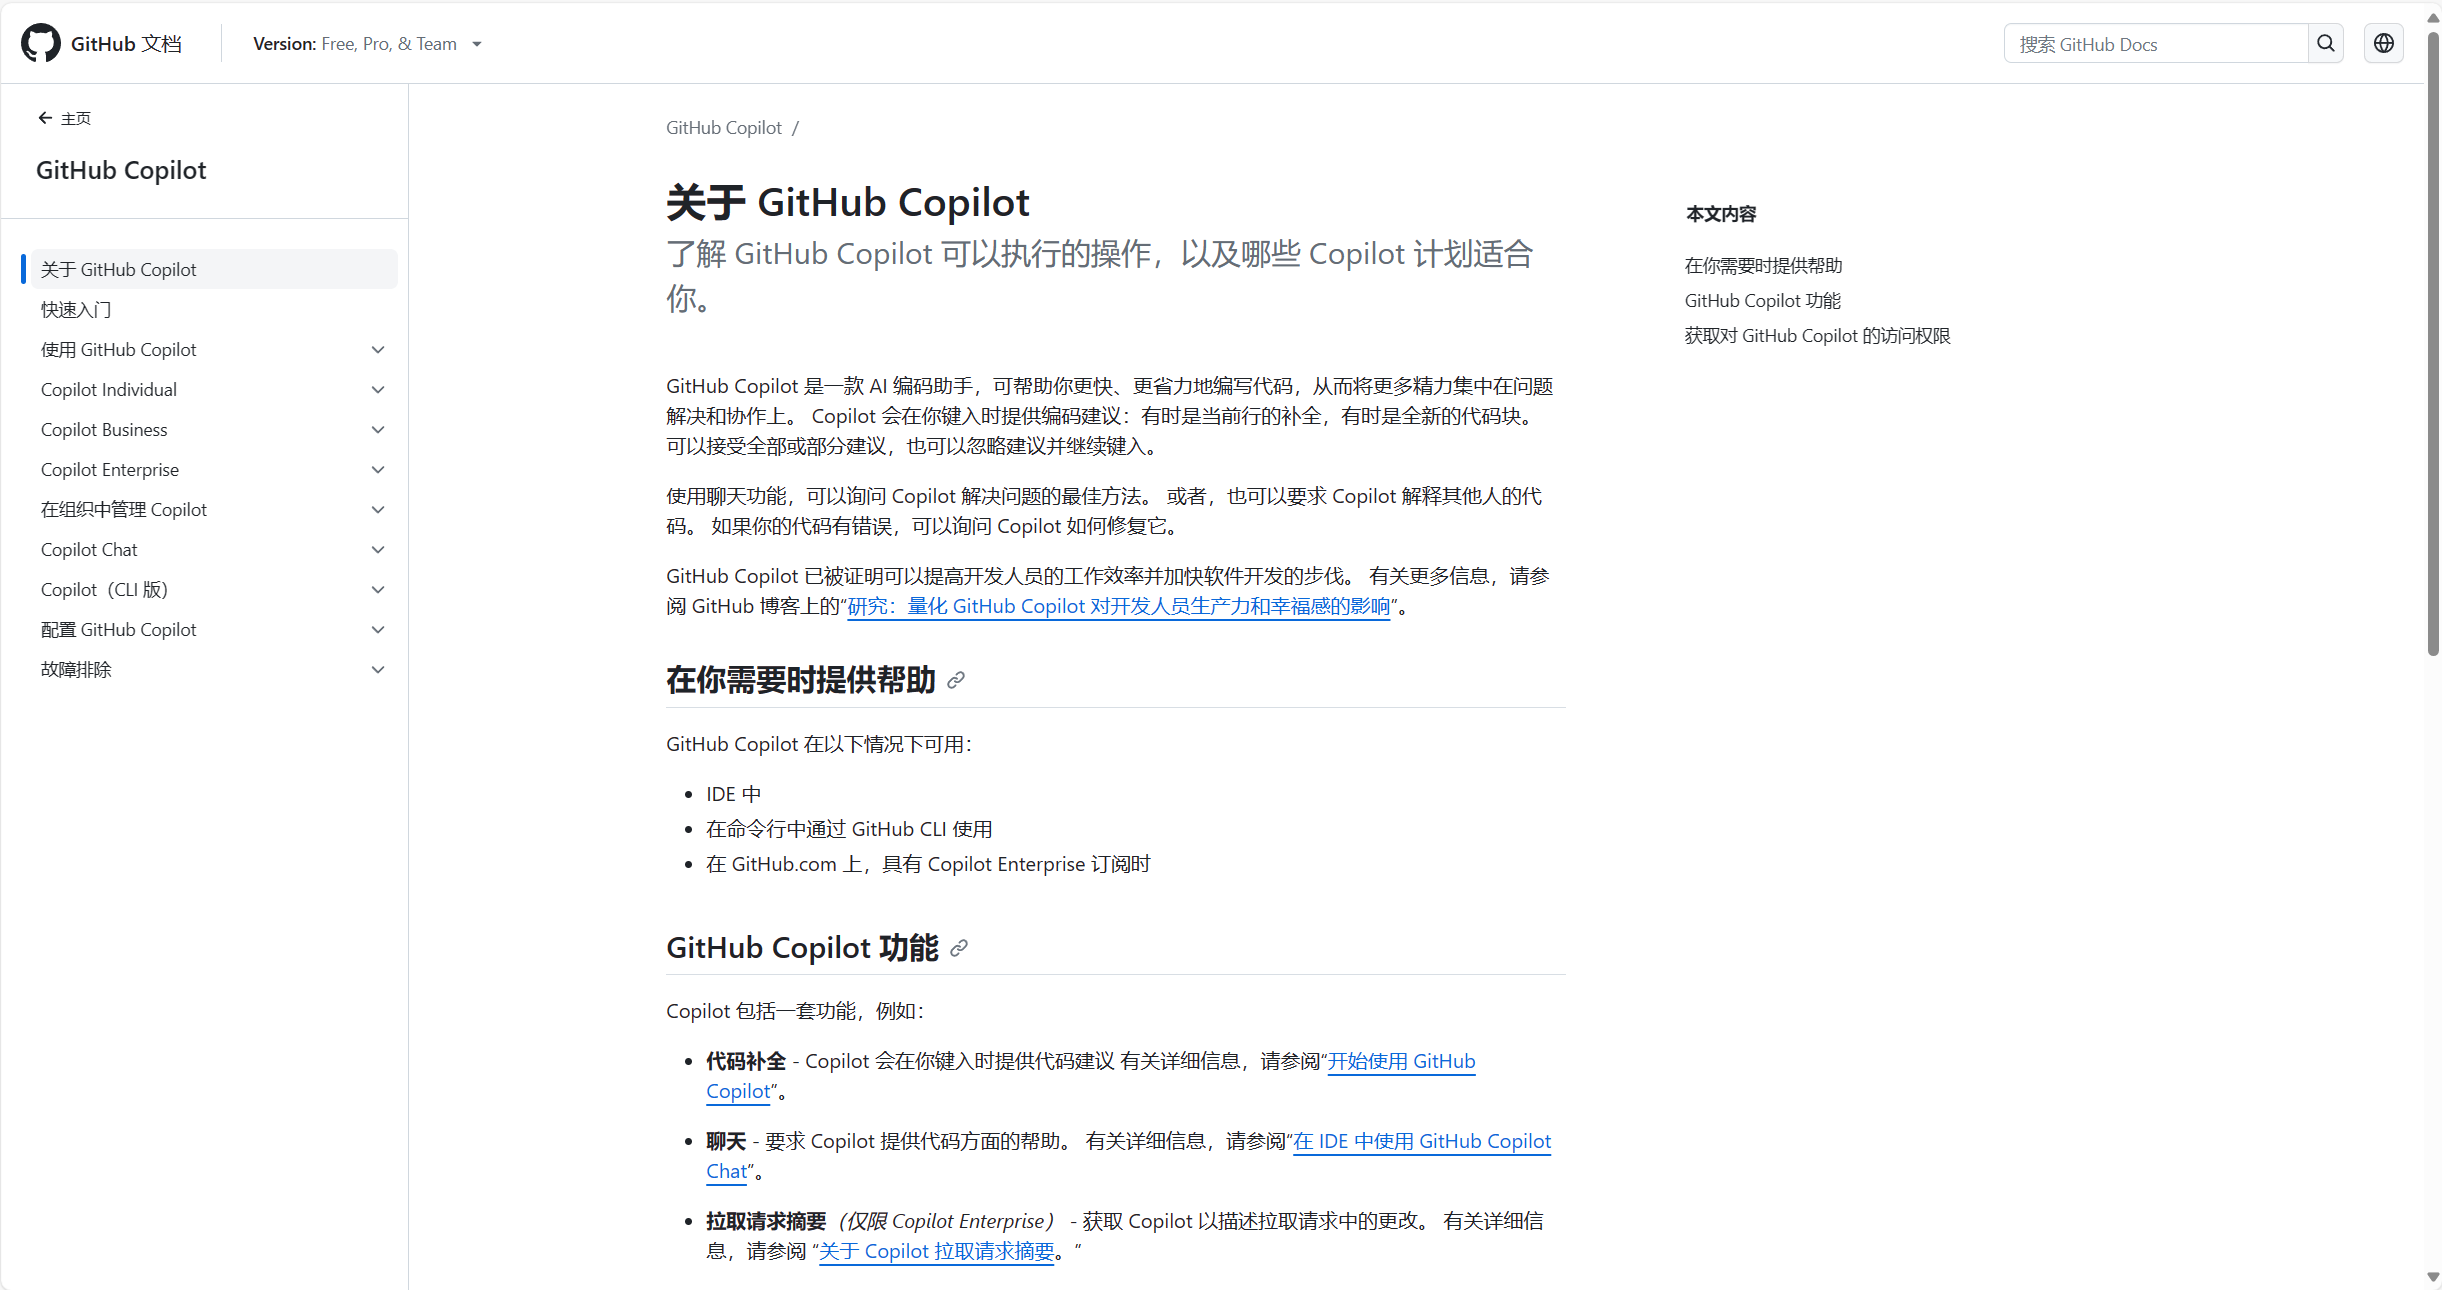 GitHub 文档
Version: Free, Pro, & Team
搜索 GitHub Docs
主页
GitHub Copilot
关于 GitHub Copilot
快速入门
使用 GitHub Copilot
Copilot Individual
Copilot Business
Copilot Enterprise
在组织中管理 Copilot
Copilot Chat
Copilot（CLI 版）
配置 GitHub Copilot
故障排除
GitHub Copilot /
关于 GitHub Copilot
了解 GitHub Copilot 可以执行的操作，以及哪些 Copilot 计划适合
你。
GitHub Copilot 是一款 AI 编码助手，可帮助你更快、更省力地编写代码，从而将更多精力集中在问题
解决和协作上。 Copilot 会在你键入时提供编码建议：有时是当前行的补全，有时是全新的代码块。
可以接受全部或部分建议，也可以忽略建议并继续键入。
使用聊天功能，可以询问 Copilot 解决问题的最佳方法。 或者，也可以要求 Copilot 解释其他人的代
码。 如果你的代码有错误，可以询问 Copilot 如何修复它。
GitHub Copilot 已被证明可以提高开发人员的工作效率并加快软件开发的步伐。 有关更多信息，请参
阅 GitHub 博客上的“研究：量化 GitHub Copilot 对开发人员生产力和幸福感的影响”。
在你需要时提供帮助
GitHub Copilot 在以下情况下可用：
• IDE 中
• 在命令行中通过 GitHub CLI 使用
• 在 GitHub.com 上，具有 Copilot Enterprise 订阅时
GitHub Copilot 功能
Copilot 包括一套功能，例如：
• 代码补全 - Copilot 会在你键入时提供代码建议 有关详细信息，请参阅“开始使用 GitHub
Copilot”。
• 聊天 - 要求 Copilot 提供代码方面的帮助。 有关详细信息，请参阅“在 IDE 中使用 GitHub Copilot
Chat”。
• 拉取请求摘要（仅限 Copilot Enterprise） - 获取 Copilot 以描述拉取请求中的更改。 有关详细信
息，请参阅 “关于 Copilot 拉取请求摘要。”
本文内容
在你需要时提供帮助
GitHub Copilot 功能
获取对 GitHub Copilot 的访问权限